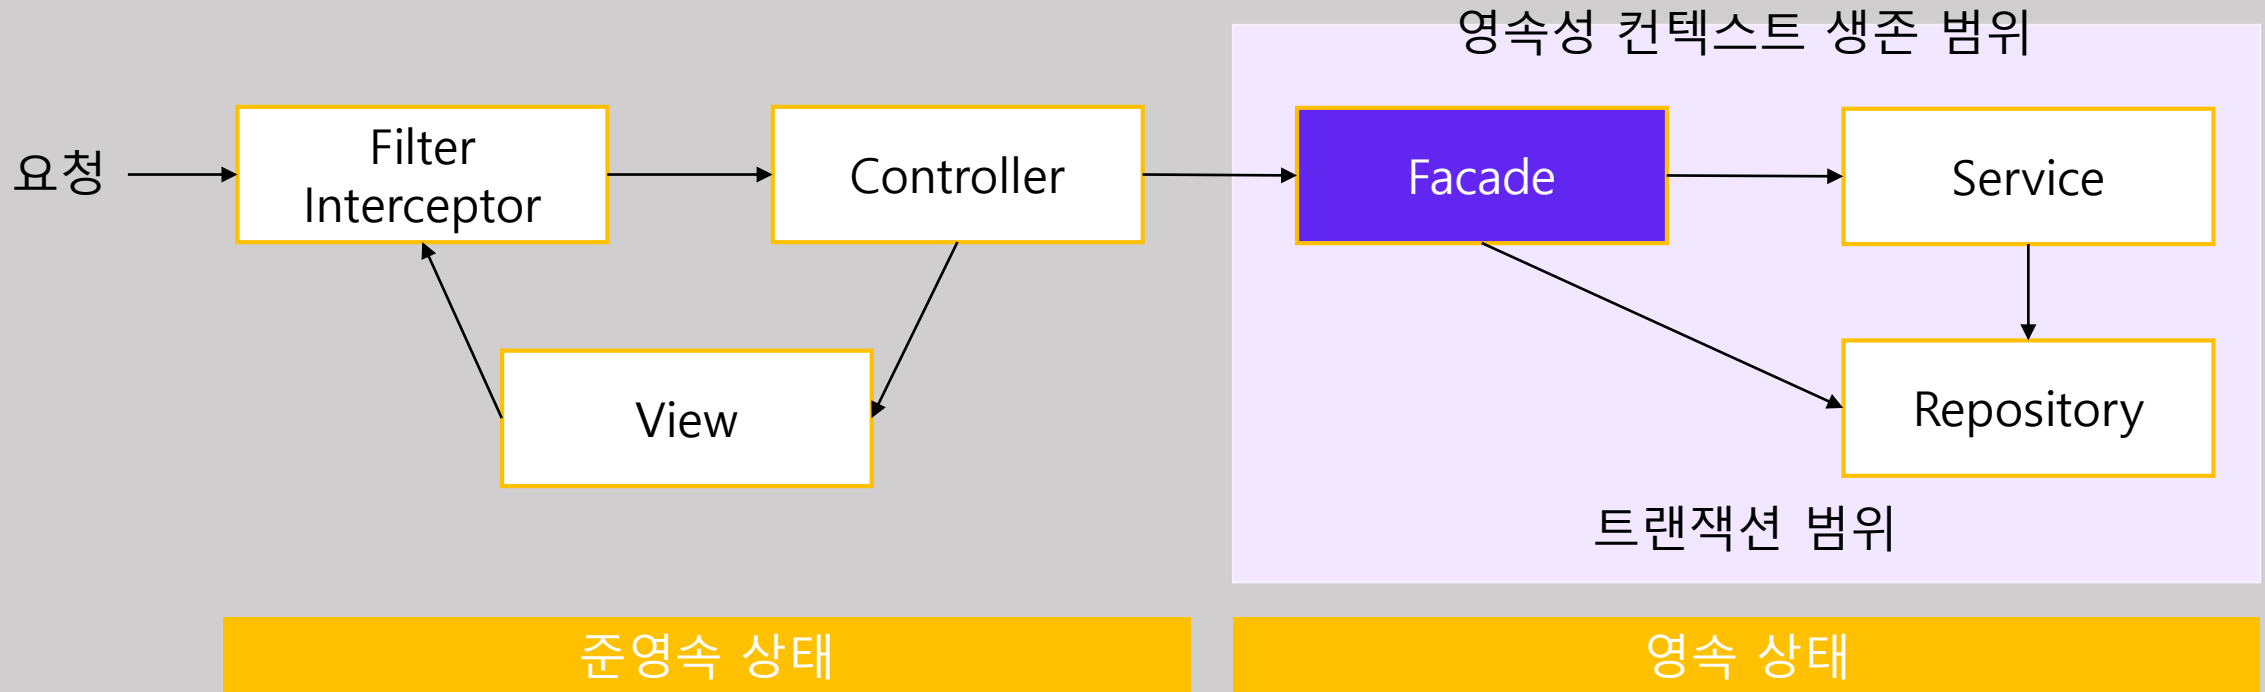 영속성 컨텍스트 생존 범위
요청
Filter
Interceptor
Controller
Facade
Service
View
Repository
트랜잭션 범위
준영속 상태
영속 상태